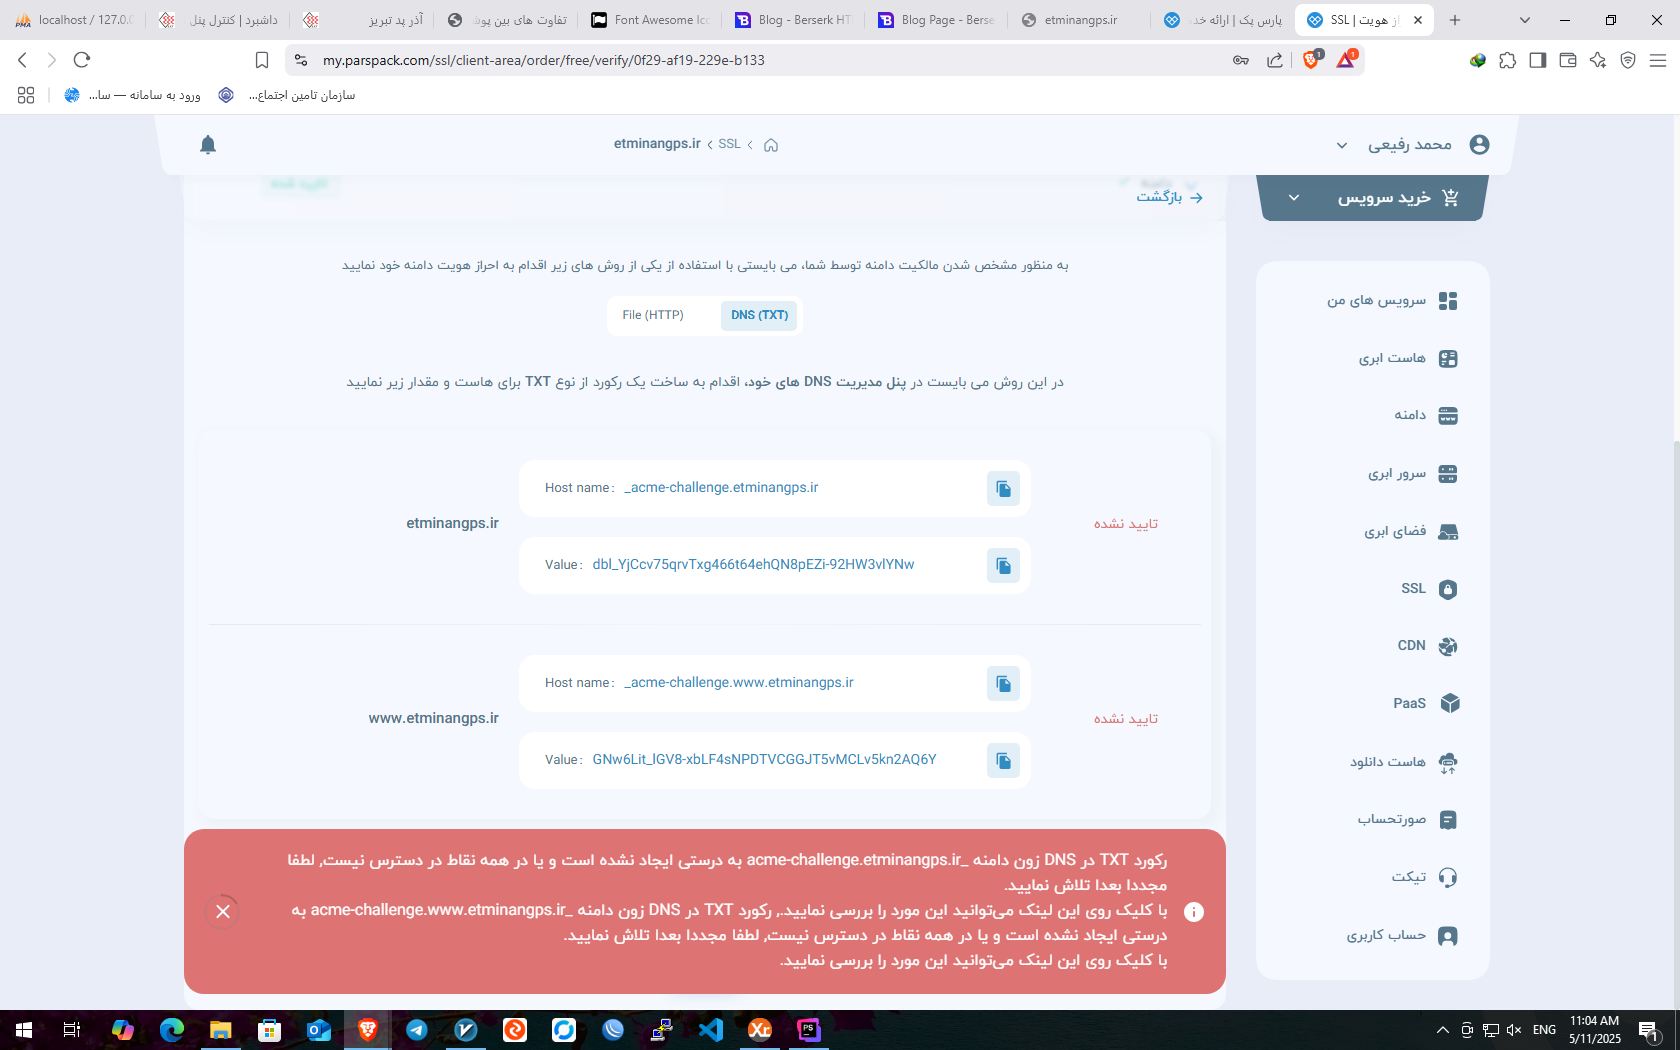 localhost / 127.0.0
داشبرد | کنترل پنل
آذر پد تبریز
تفاوت های بین پوش
Font Awesome Ico
Blog - Berserk HT
Blog Page - Berse
etminangps.ir
پارس پک | ارائه خد
SSL | از هویت
my.parspack.com/ssl/client-area/order/free/verify/0f29-af19-229e-b133
1
1
ورود به سامانه — سا...
سازمان تامین اجتماع...
محمد رفیعی
SSL
etminangps.ir
خرید سرویس
دامنه
تایید شده
بازگشت
به منظور مشخص شدن مالکیت دامنه توسط شما، می بایستی با استفاده از یکی از روش های زیر اقدام به احراز هویت دامنه خود نمایید
File (HTTP)
DNS (TXT)
در این روش می بایست در پنل مدیریت DNS های خود، اقدام به ساخت یک رکورد از نوع TXT برای هاست و مقدار زیر نمایید
etminangps.ir
Host name: _acme-challenge.etminangps.ir
Value: dbl_YjCcv75qrvTxg466t64ehQN8pEZi-92HW3vlYNw
تایید نشده
www.etminangps.ir
Host name: _acme-challenge.www.etminangps.ir
Value: GNw6Lit_lGV8-xbLF4sNPDTVCGGJT5vMCLv5kn2AQ6Y
تایید نشده
رکورد TXT در DNS زون دامنه _acme-challenge.etminangps.ir به درستی ایجاد نشده است و یا در همه نقاط در دسترس نیست, لطفا
مجددا بعدا تلاش نمایید.
با کلیک روی این لینک می‌توانید این مورد را بررسی نمایید., رکورد TXT در DNS زون دامنه _acme-challenge.www.etminangps.ir به
درستی ایجاد نشده است و یا در همه نقاط در دسترس نیست, لطفا مجددا بعدا تلاش نمایید.
با کلیک روی این لینک می‌توانید این مورد را بررسی نمایید.
سرویس های من
هاست ابری
دامنه
سرور ابری
فضای ابری
SSL
CDN
PaaS
هاست دانلود
صورتحساب
تیکت
حساب کاربری
ENG
11:04 AM
5/11/2025
1